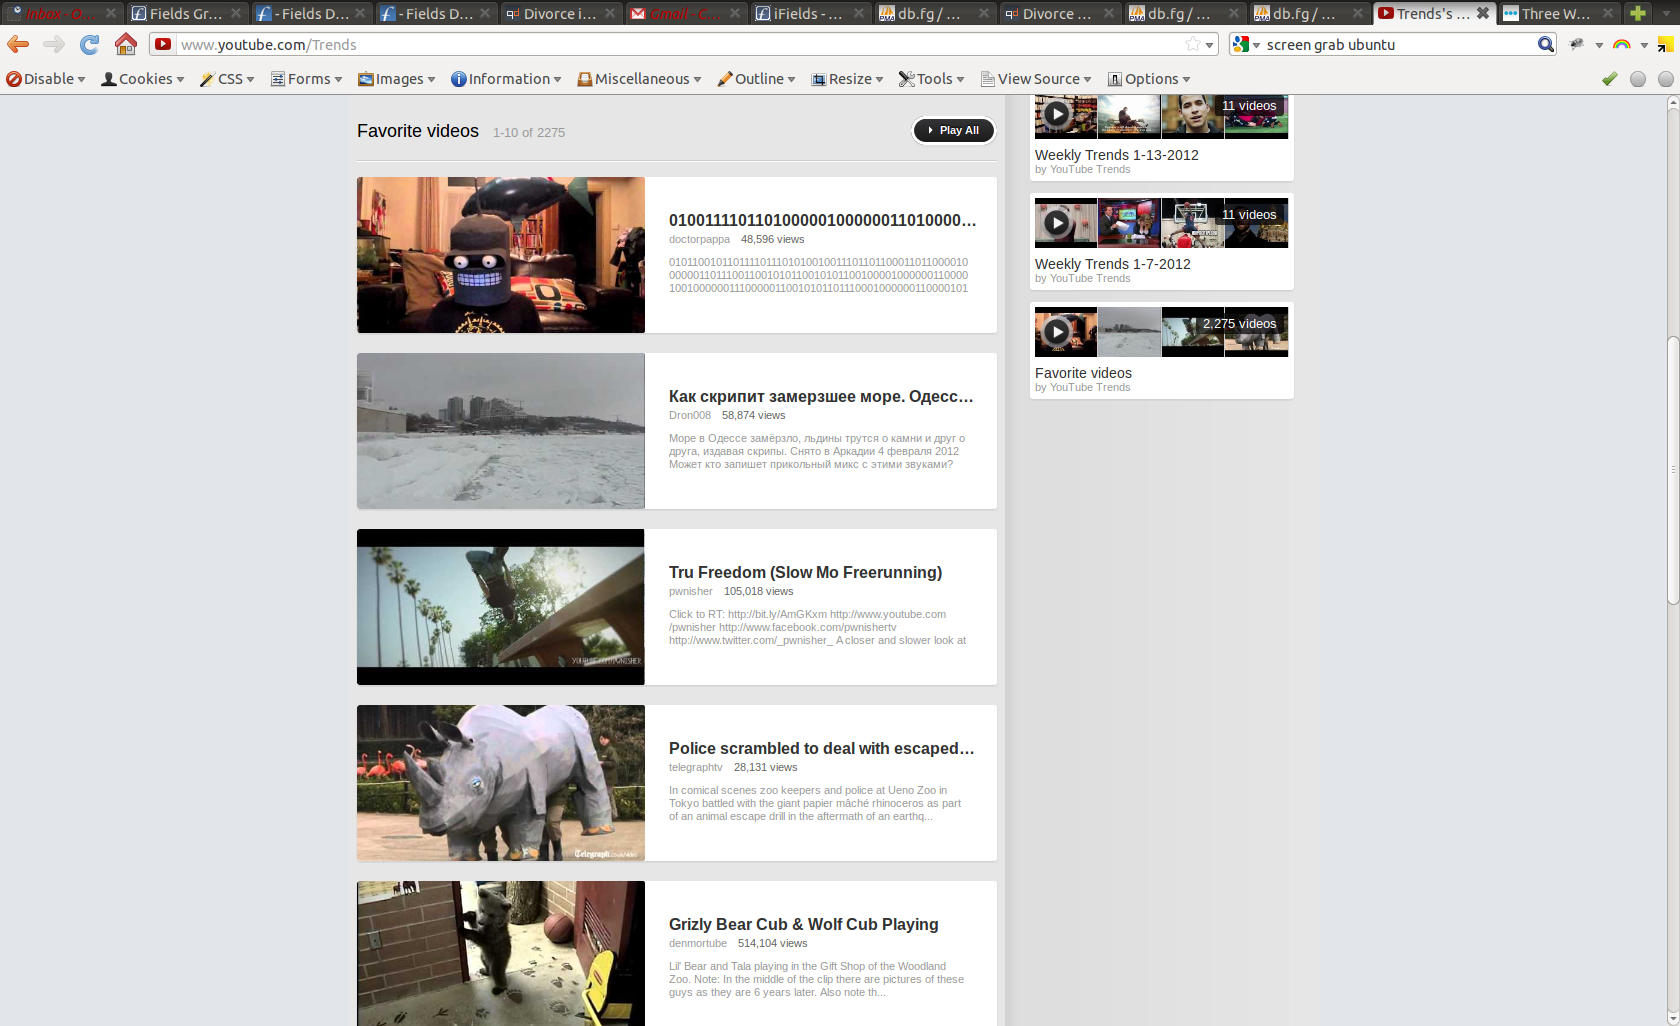 Inbox - O...
Fields Gr...
- Fields D...
- Fields D...
Divorce i...
Gmail - C...
iFields - ...
db.fg / ...
Divorce ...
db.fg / ...
db.fg / ...
Trends's ...
Three W...
www.youtube.com/Trends
screen grab ubuntu
Disable
Cookies
CSS
Forms
Images
Information
Miscellaneous
Outline
Resize
Tools
View Source
Options
Favorite videos 1-10 of 2275
Play All
doctorpappa 48,596 views
Как скрипит замерзшее море. Одесс...
Dron008 58,874 views
Море в Одессе замёрзло, льдины трутся о камни и друг о
друга, издавая скрипы. Снято в Аркадии 4 февраля 2012
Может кто запишет прикольный микс с этими звуками?
YOUTUBE.COM/PWNISHER
Tru Freedom (Slow Mo Freerunning)
pwnisher 105,018 views
Click to RT: http://bit.ly/AmGKxm http://www.youtube.com
/pwnisher http://www.facebook.com/pwnishertv
http://www.twitter.com/_pwnisher_ A closer and slower look at
Telegraph.co.uk/video
Police scrambled to deal with escaped...
telegraphtv 28,131 views
In comical scenes zoo keepers and police at Ueno Zoo in
Tokyo battled with the giant papier mâché rhinoceros as part
of an animal escape drill in the aftermath of an earthq...
Grizly Bear Cub & Wolf Cub Playing
denmortube 514,104 views
Lil' Bear and Tala playing in the Gift Shop of the Woodland
Zoo. Note: In the middle of the clip there are pictures of these
guys as they are 6 years later. Also note th...
11 videos
Weekly Trends 1-13-2012
by YouTube Trends
11 videos
Weekly Trends 1-7-2012
by YouTube Trends
2,275 videos
Favorite videos
by YouTube Trends